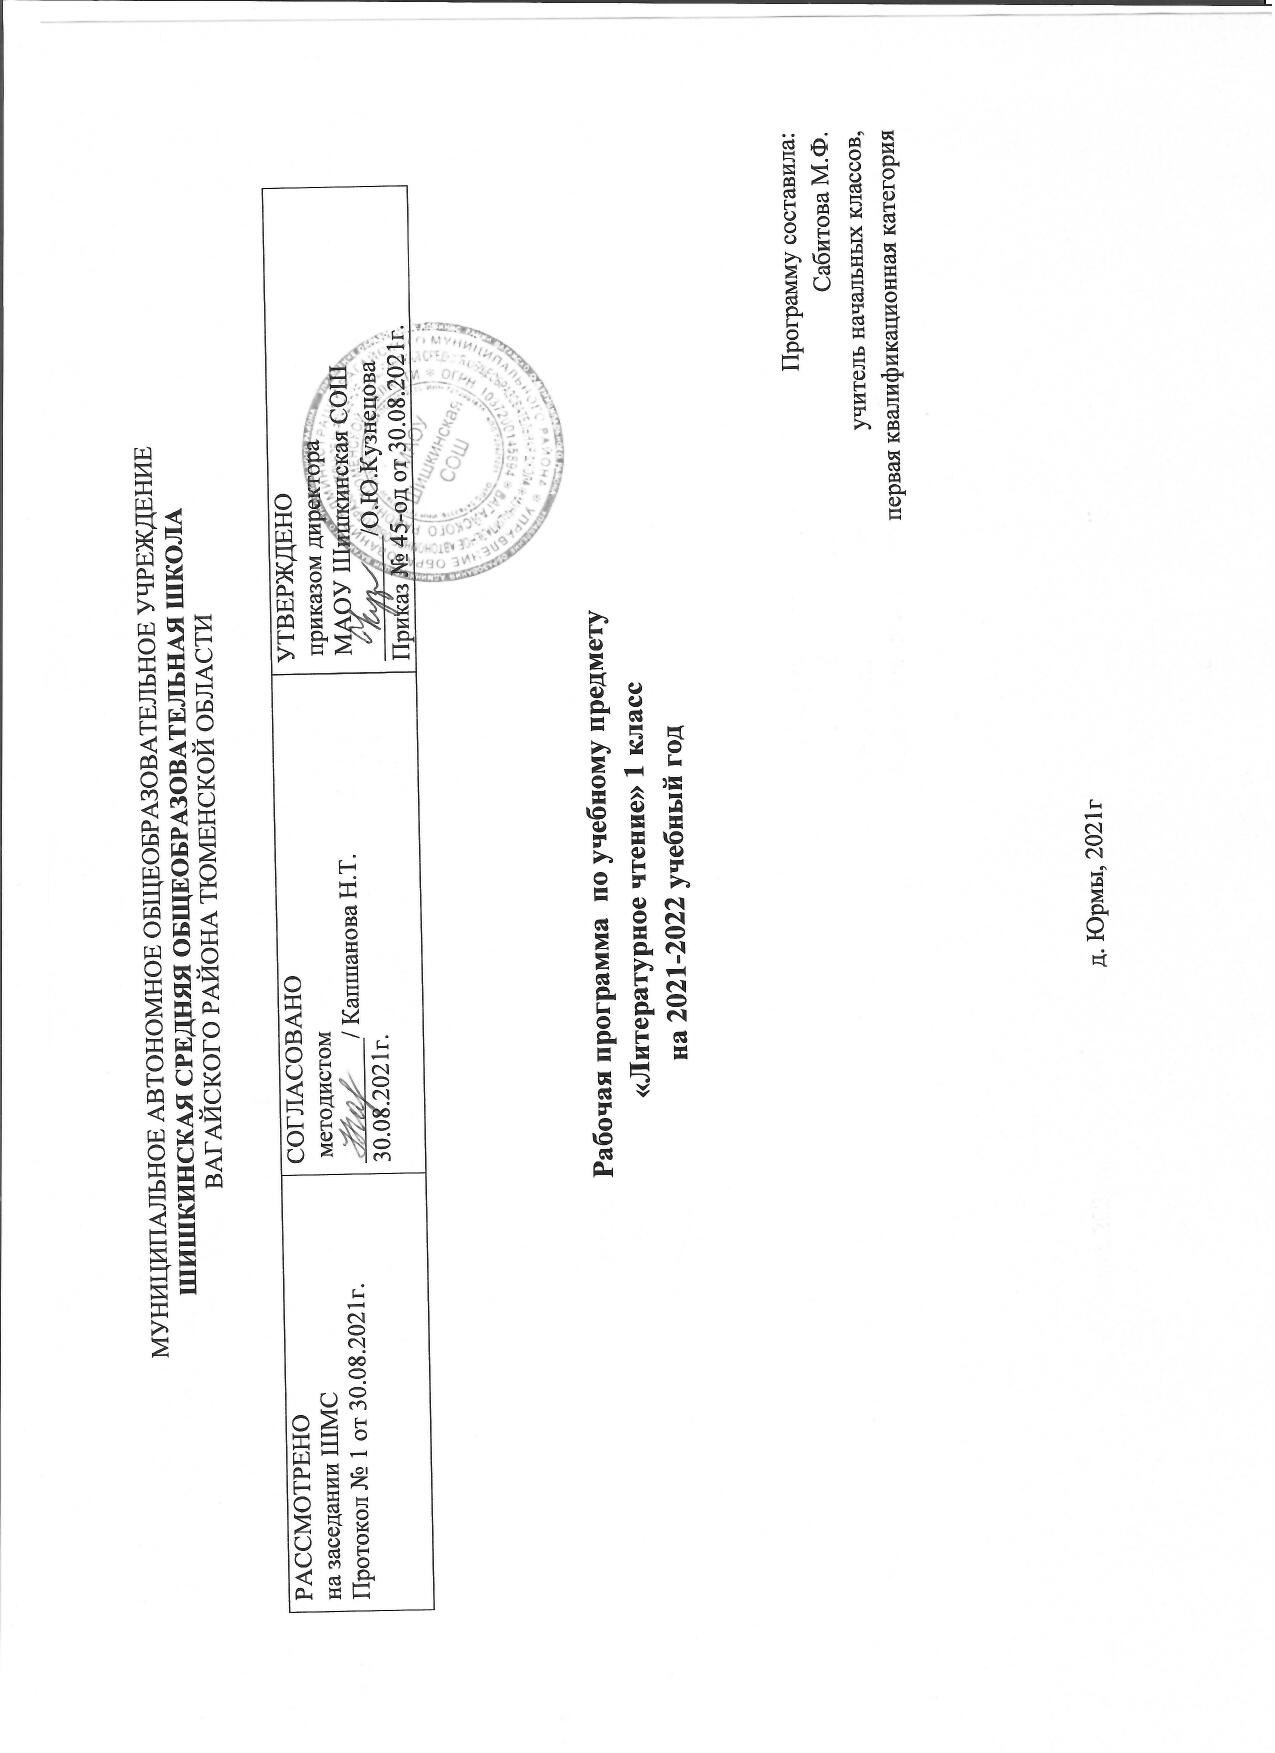 МУНИЦИПАЛЬНОЕ АВТОНОМНОЕ ОБЩЕОБРАЗОВАТЕЛЬНОЕ УЧРЕЖДЕНИЕ
ШИШКИНСКАЯ СРЕДНЯЯ ОБЩЕОБРАЗОВАТЕЛЬНАЯ ШКОЛА
ВАГАЙСКОГО РАЙОНА ТЮМЕНСКОЙ ОБЛАСТИ
РАССМОТРЕНО
на заседании ШМС
Протокол № 1 от 30.08.2021г.
СОГЛАСОВАНО
методистом
/ Капшанова Н.Т.
30.08.2021г.
УТВЕРЖДЕНО
приказом директора
МАОУ Шишкинская СОШ
/О.Ю.Кузнецова
Приказ № 45-од от 30.08.2021г.
Шишкинская
СОШ
Рабочая программа по учебному предмету
«Литературное чтение» 1 класс
на 2021-2022 учебный год
Программу составила:
Сабитова М.Ф.
учитель начальных классов,
первая квалификационная категория
д. Юрмы, 2021г